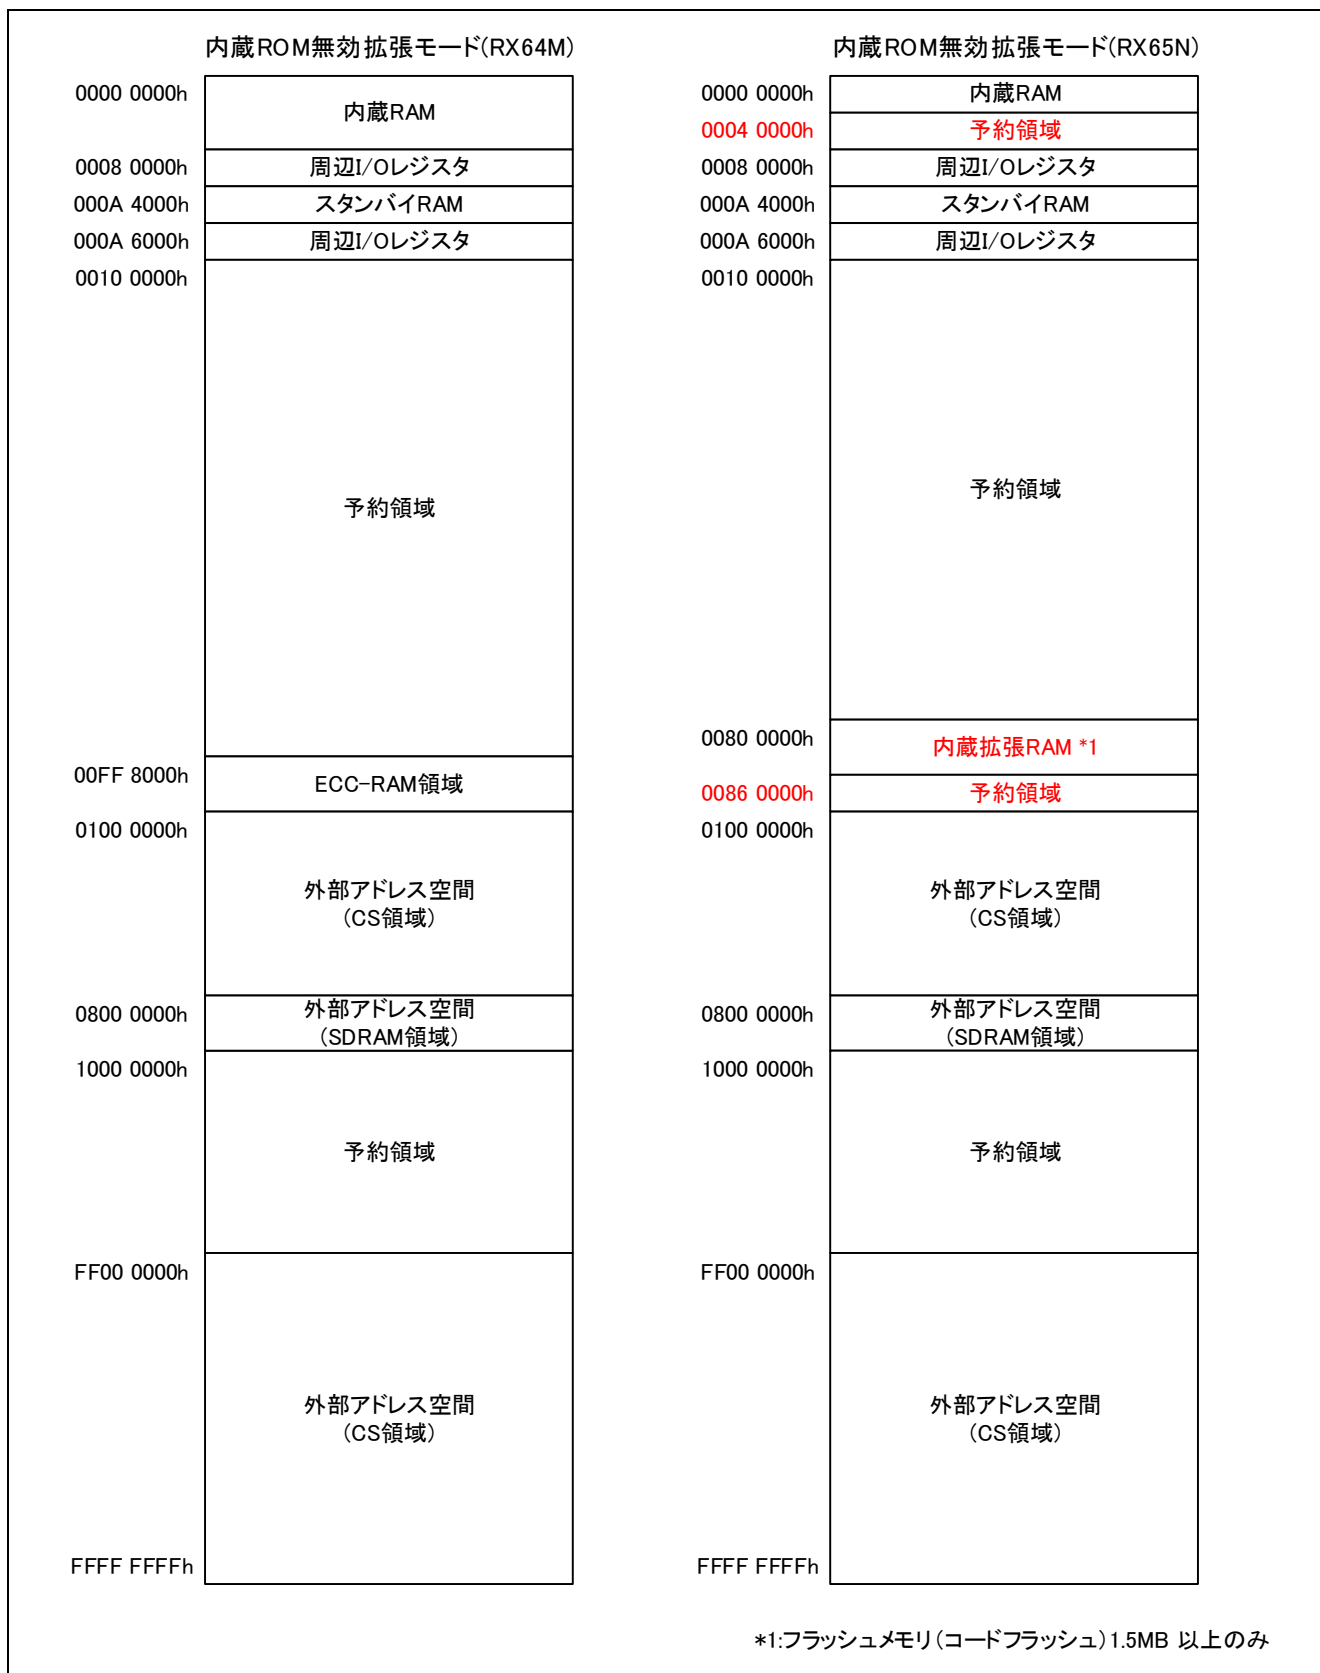 内蔵ROM無効拡張モード(RX64M)
0000 0000h
内蔵RAM
0008 0000h
周辺I/Oレジスタ
000A 4000h
スタンバイRAM
000A 6000h
周辺I/Oレジスタ
0010 0000h
予約領域
00FF 8000h
ECC-RAM領域
0100 0000h
外部アドレス空間
(CS領域)
0800 0000h
外部アドレス空間
(SDRAM領域)
1000 0000h
予約領域
FF00 0000h
外部アドレス空間
(CS領域)
FFFF FFFFh
内蔵ROM無効拡張モード(RX65N)
0000 0000h
内蔵RAM
0004 0000h
予約領域
0008 0000h
周辺I/Oレジスタ
000A 4000h
スタンバイRAM
000A 6000h
周辺I/Oレジスタ
0010 0000h
予約領域
0080 0000h
内蔵拡張RAM *1
0086 0000h
予約領域
0100 0000h
外部アドレス空間
(CS領域)
0800 0000h
外部アドレス空間
(SDRAM領域)
1000 0000h
予約領域
FF00 0000h
外部アドレス空間
(CS領域)
FFFF FFFFh
*1:フラッシュメモリ(コードフラッシュ)1.5MB 以上のみ